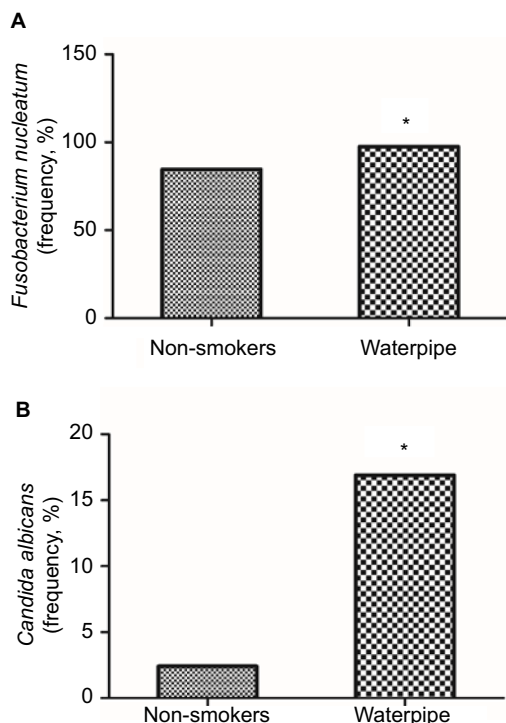 A
Fusobacterium nucleatum
(frequency, %)
150
100
50
0
*
Non-smokers Waterpipe
B
Candida albicans
(frequency, %)
20
15
10
5
0
*
Non-smokers Waterpipe